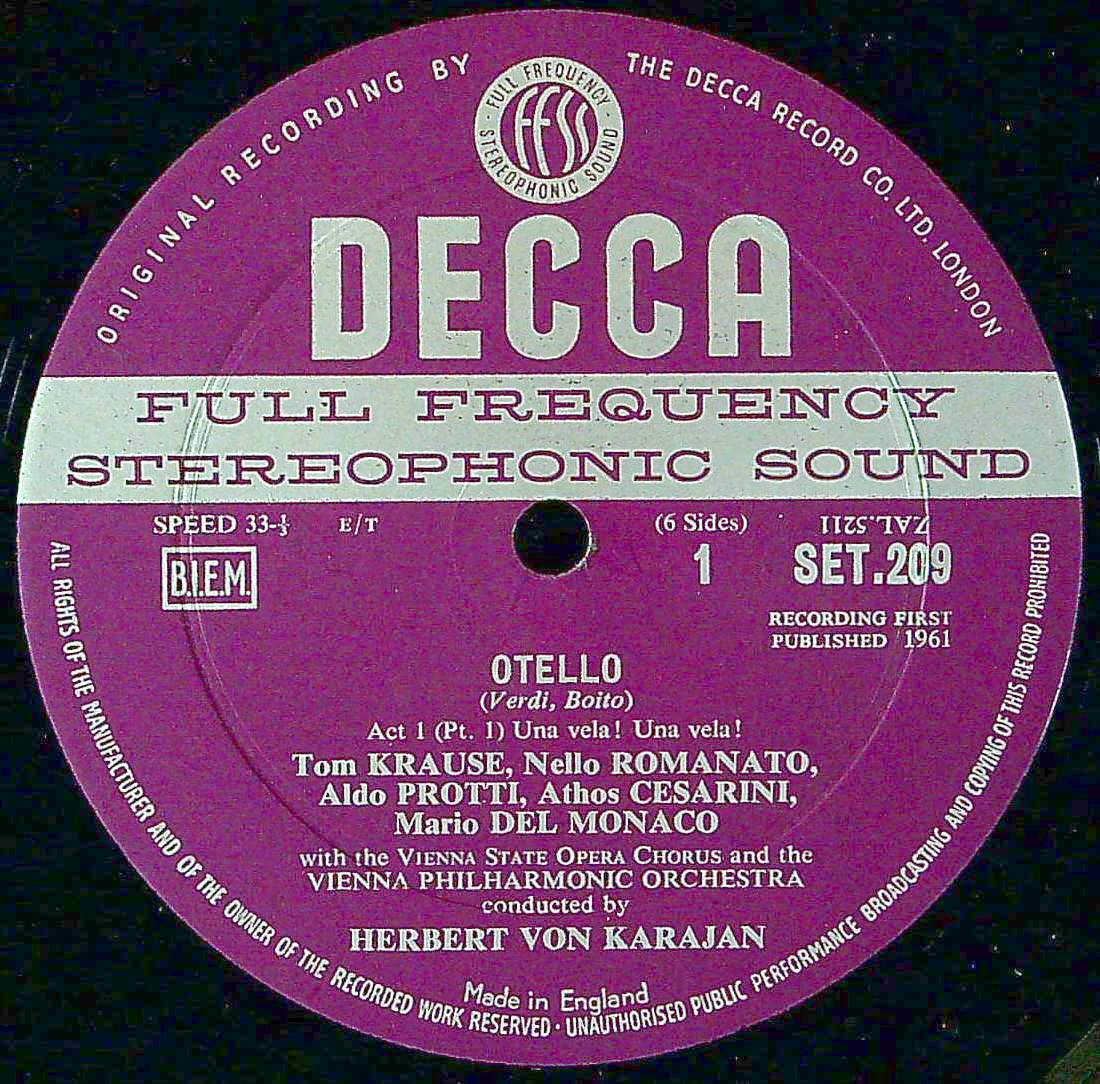 ORIGINAL RECORDING BY
THE DECCA RECORD CO. LTD. LONDON
FULL FREQUENCY
FFSS
STEREOPHONIC SOUND
DECCA
FULL FREQUENCY
STEREOPHONIC SOUND
SPEED 33-⅓ E/T (6 Sides) ZAL.5211
B.I.E.M. 1 SET.209
RECORDING FIRST
PUBLISHED 1961
OTELLO
(Verdi, Boito)
Act 1 (Pt. 1) Una vela! Una vela!
Tom KRAUSE, Nello ROMANATO,
Aldo PROTTI, Athos CESARINI,
Mario DEL MONACO
with the VIENNA STATE OPERA CHORUS and the
VIENNA PHILHARMONIC ORCHESTRA
conducted by
HERBERT VON KARAJAN
Made in England
ALL RIGHTS OF THE MANUFACTURER AND OF THE OWNER OF THE RECORDED WORK RESERVED · UNAUTHORISED PUBLIC PERFORMANCE BROADCASTING AND COPYING OF THIS RECORD PROHIBITED